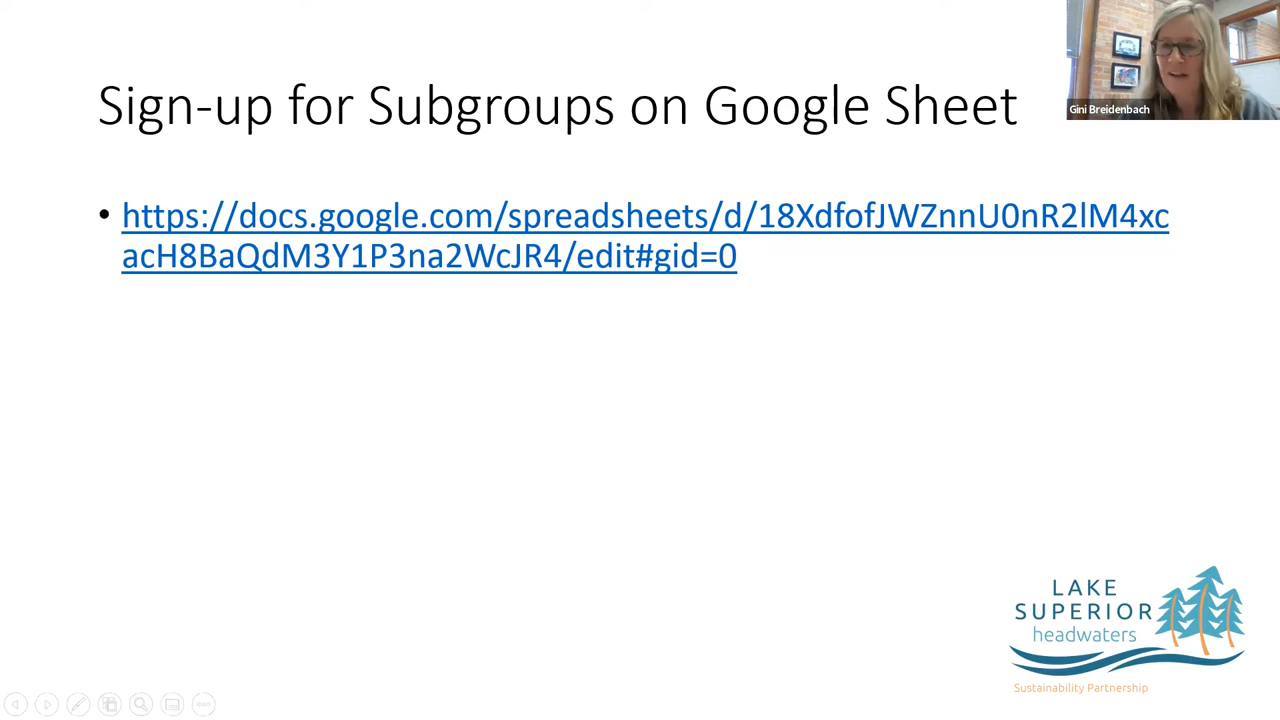 Sign-up for Subgroups on Google Sheet
Gini Breidenbach
• https://docs.google.com/spreadsheets/d/18XdfofJWZnnU0nR2lM4xc
acH8BaQdM3Y1P3na2WcJR4/edit#gid=0
LAKE
SUPERIOR
headwaters
Sustainability Partnership